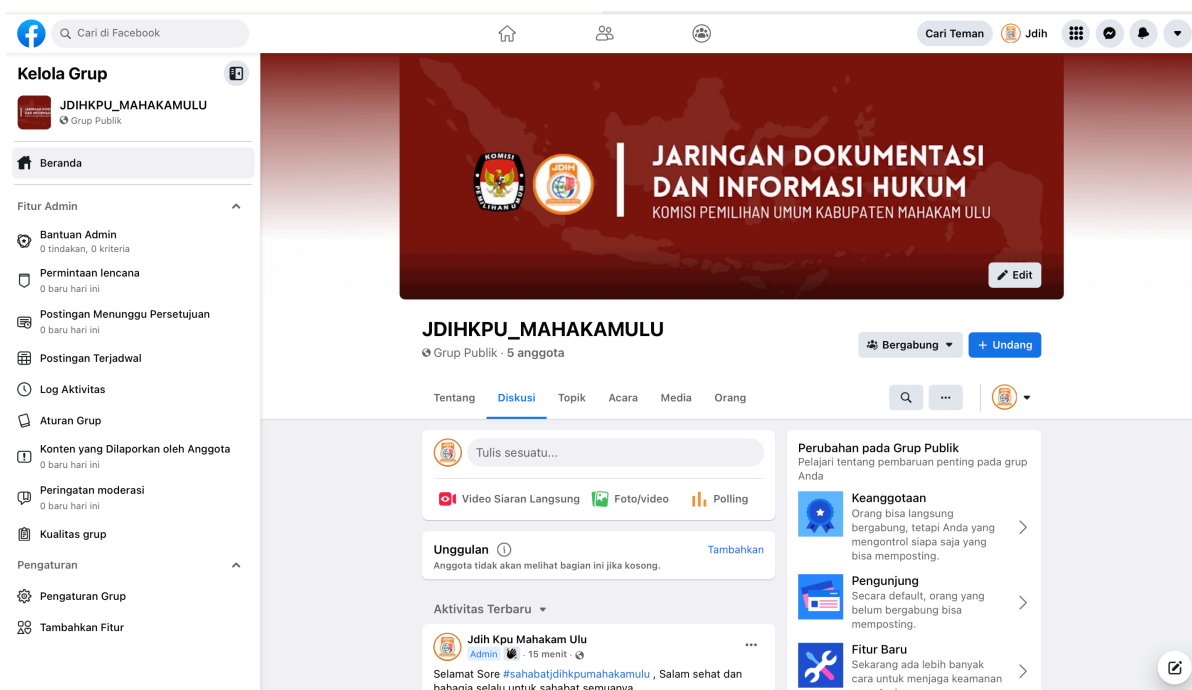 Cari di Facebook
Cari Teman
Jdih
Kelola Grup
JDIHKPU_MAHAKAMULU
Grup Publik
Beranda
Fitur Admin
Bantuan Admin
0 tindakan, 0 kriteria
Permintaan lencana
0 baru hari ini
Postingan Menunggu Persetujuan
0 baru hari ini
Postingan Terjadwal
Log Aktivitas
Aturan Grup
Konten yang Dilaporkan oleh Anggota
0 baru hari ini
Peringatan moderasi
0 baru hari ini
Kualitas grup
Pengaturan
Pengaturan Grup
Tambahkan Fitur
KOMISI
PEMILIHAN UMUM
JDIH
JARINGAN DOKUMENTASI
DAN INFORMASI HUKUM
KOMISI PEMILIHAN UMUM KABUPATEN MAHAKAM ULU
Edit
JDIHKPU_MAHAKAMULU
Grup Publik · 5 anggota
Bergabung
+ Undang
Tentang
Diskusi
Topik
Acara
Media
Orang
Tulis sesuatu...
Video Siaran Langsung
Foto/video
Polling
Unggulan
Tambahkan
Anggota tidak akan melihat bagian ini jika kosong.
Aktivitas Terbaru
Jdih Kpu Mahakam Ulu
Admin · 15 menit ·
Selamat Sore #sahabatjdihkpumahakamulu , Salam sehat dan
bahagia selalu untuk sahabat semuanya
Perubahan pada Grup Publik
Pelajari tentang pembaruan penting pada grup
Anda
Keanggotaan
Orang bisa langsung
bergabung, tetapi Anda yang
mengontrol siapa saja yang
bisa memposting.
Pengunjung
Secara default, orang yang
belum bergabung bisa
memposting.
Fitur Baru
Sekarang ada lebih banyak
cara untuk menjaga keamanan